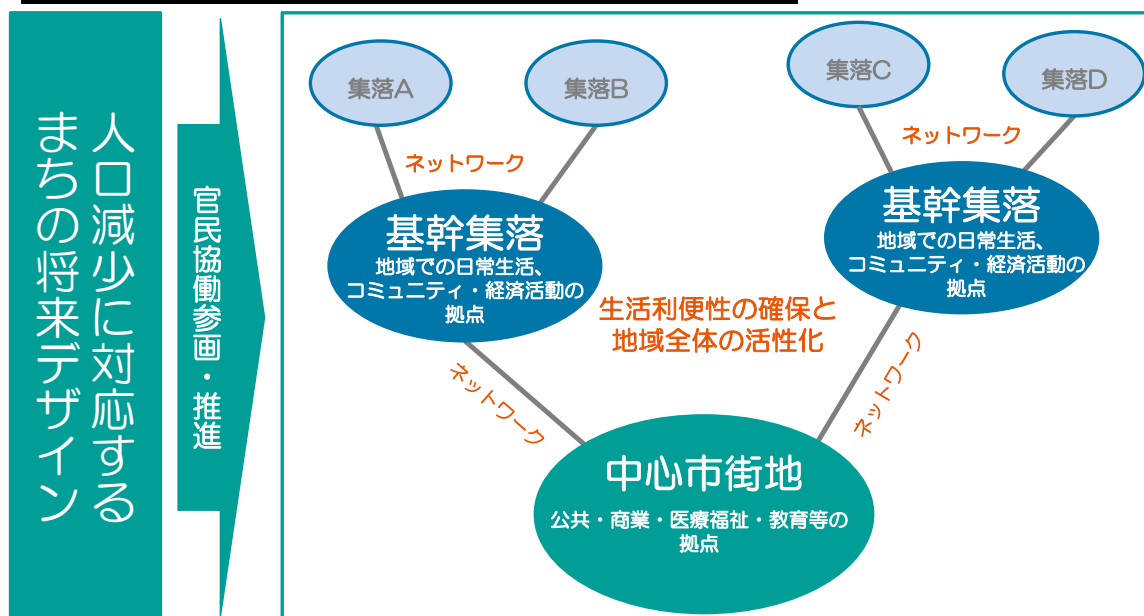 人口減少に対応する
まちの将来デザイン
官民協働参画・推進
集落A
集落B
集落C
集落D
ネットワーク
ネットワーク
基幹集落
地域での日常生活、
コミュニティ・経済活動の
拠点
基幹集落
地域での日常生活、
コミュニティ・経済活動の
拠点
生活利便性の確保と
地域全体の活性化
ネットワーク
ネットワーク
中心市街地
公共・商業・医療福祉・教育等の
拠点